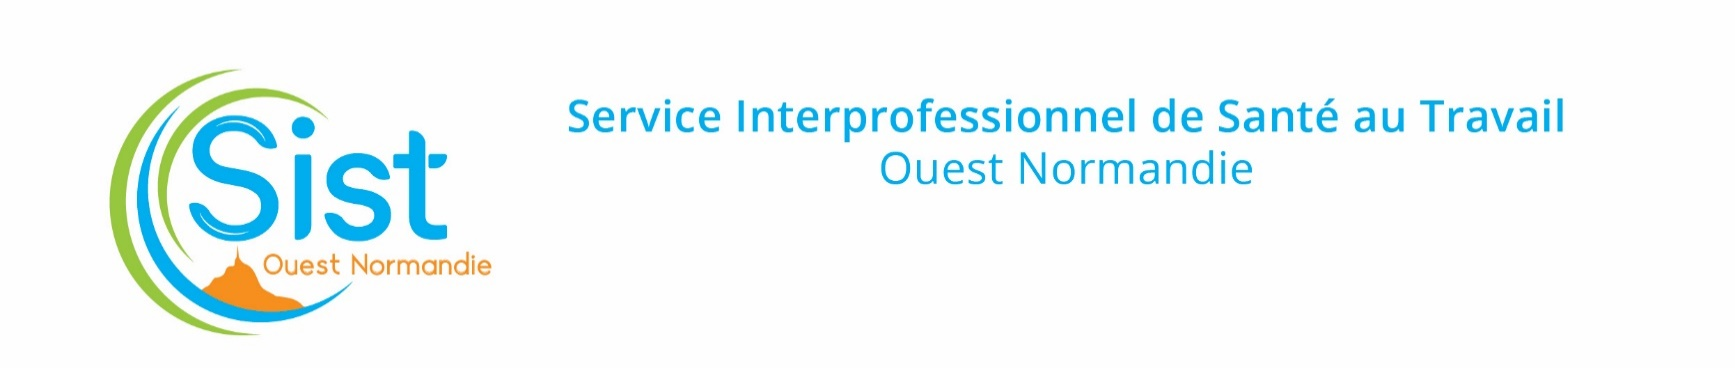 Sist
Ouest Normandie
Service Interprofessionnel de Santé au Travail
Ouest Normandie